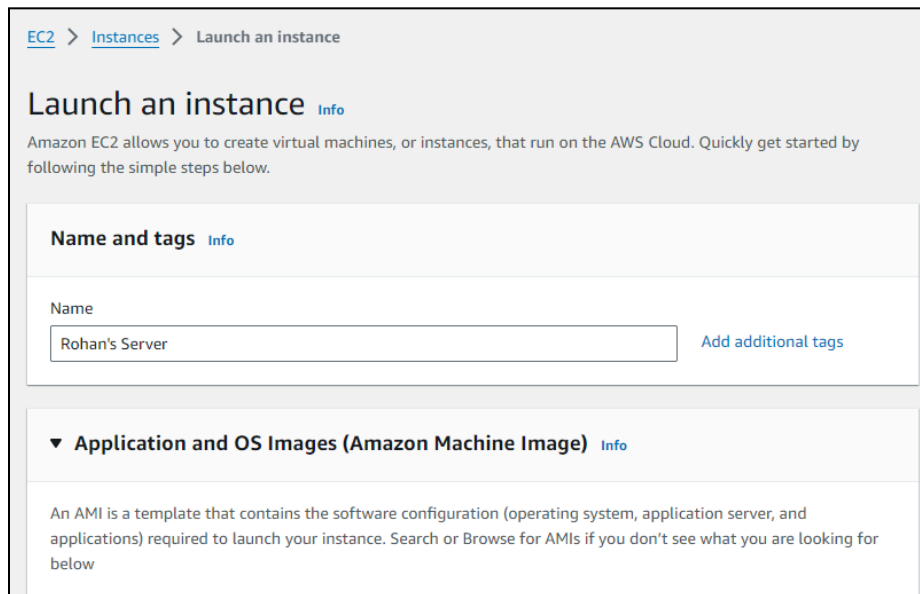 EC2 > Instances > Launch an instance
Launch an instance Info
Amazon EC2 allows you to create virtual machines, or instances, that run on the AWS Cloud. Quickly get started by
following the simple steps below.
Name and tags Info
Name
Rohan's Server Add additional tags
▼ Application and OS Images (Amazon Machine Image) Info
An AMI is a template that contains the software configuration (operating system, application server, and
applications) required to launch your instance. Search or Browse for AMIs if you don't see what you are looking for
below